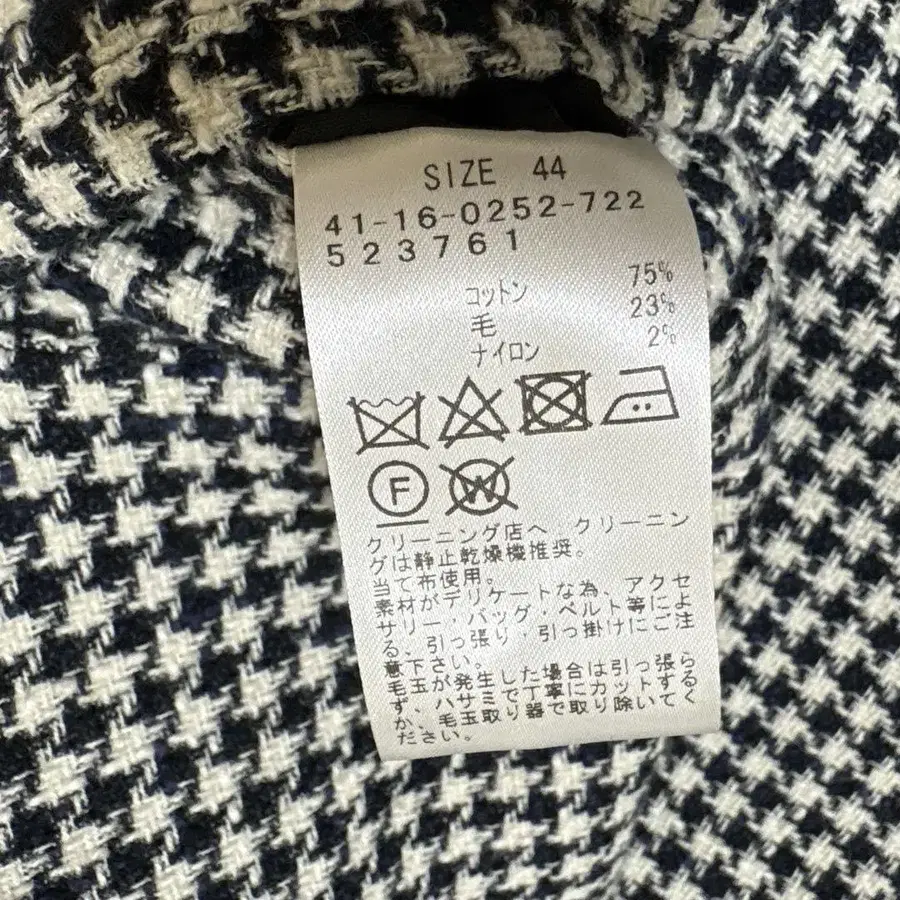 SIZE 44
41-16-0252-722
523761
コットン 75%
毛 23%
ナイロン 2%
F
W
クリーニング店へ クリーニン
グは静止乾燥機推奨。
当て布使用。
素材がデリケートな為、アクセ
サリー・バッグ・ベルト等によ
る、引っ張り・引っ掛けにご注
意下さい。
毛玉が発生した場合は引っ張ら
ず、ハサミで丁寧にカットする
か、毛玉取り器で取り除いてく
ださい。